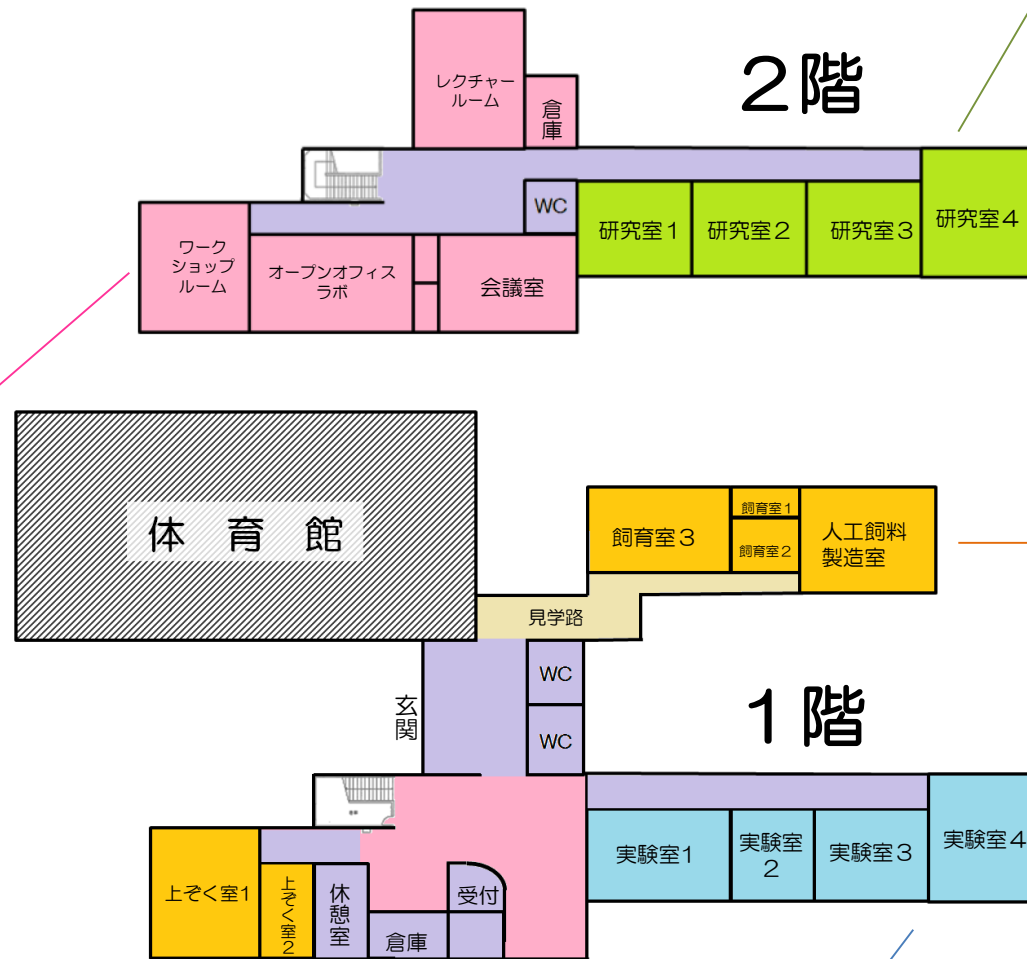 2階
レクチャー
ルーム
倉
庫
WC
研究室1
研究室2
研究室3
研究室4
ワーク
ショップ
ルーム
オープンオフィス
ラボ
会議室
体育館
飼育室3
飼育室1
飼育室2
人工飼料
製造室
見学路
玄
関
WC
WC
1階
実験室1
実験室
2
実験室3
実験室4
上ぞく室1
上
ぞ
く
室
2
休
憩
室
受付
倉庫